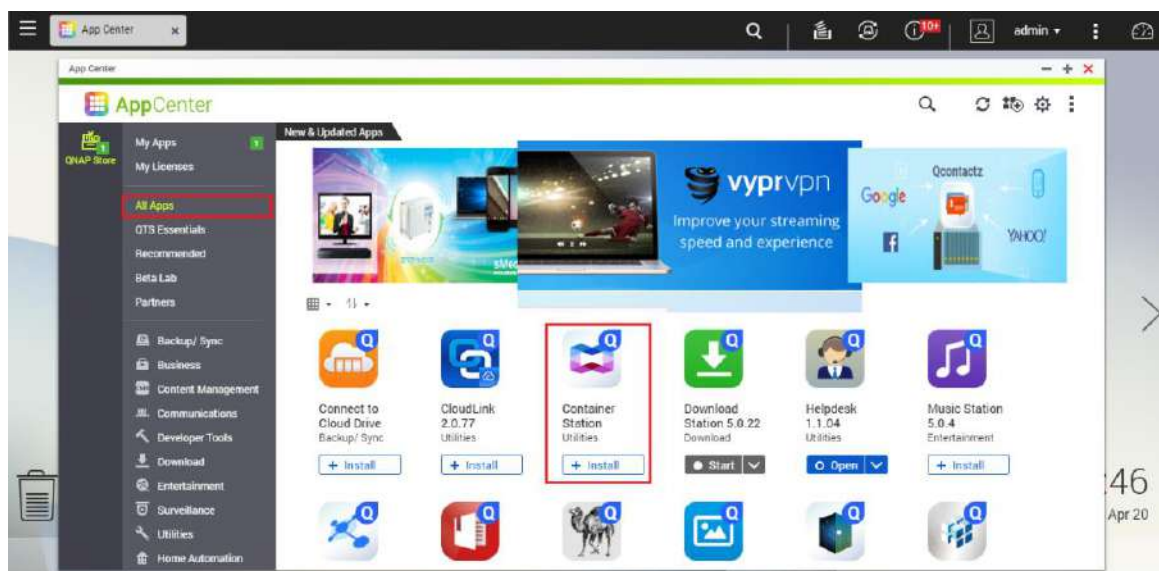 App Center
10+
admin
App Center
AppCenter
QNAP Store
1
My Apps
1
My Licenses
All Apps
QTS Essentials
Recommended
Beta Lab
Partners
Backup/ Sync
Business
Content Management
Communications
Developer Tools
Download
Entertainment
Surveillance
Utilities
Home Automation
New & Updated Apps
vyprvpn
Improve your streaming
speed and experience
Qcontactz
Google
YAHOO!
Connect to
Cloud Drive
Backup/ Sync
+ Install
CloudLink
2.0.77
Utilities
+ Install
Container
Station
Utilities
+ Install
Download
Station 5.0.22
Download
Start
Helpdesk
1.1.04
Utilities
Open
Music Station
5.0.4
Entertainment
+ Install
:46
Apr 20